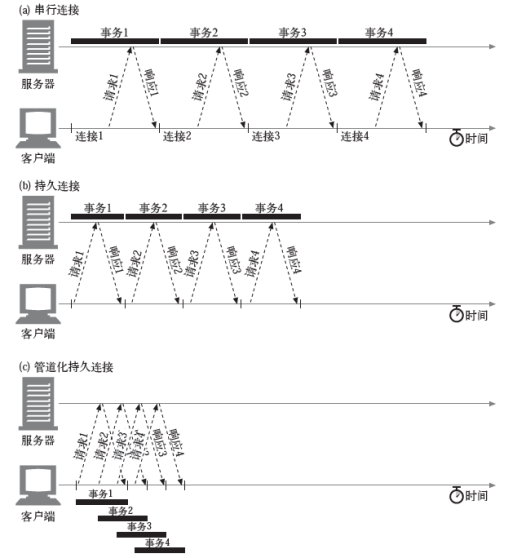 (a) 串行连接
事务1 事务2 事务3 事务4
服务器
请求1 响应1 请求2 响应2 请求3 响应3 请求4 响应4
连接1 连接2 连接3 连接4 时间
客户端
(b) 持久连接
事务1 事务2 事务3 事务4
服务器
请求1 响应1 请求2 响应2 请求3 响应3 请求4 响应4
时间
客户端
(c) 管道化持久连接
服务器
请求1 请求2 请求3 请求4 响应3 响应4
时间
事务1
客户端 事务2
事务3
事务4